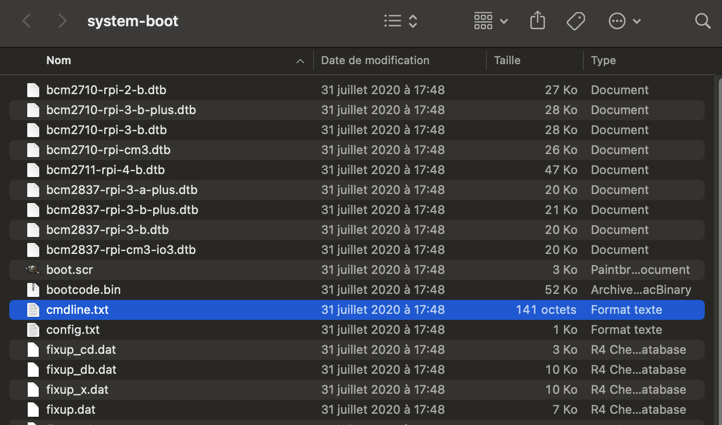 system-boot
Nom Date de modification Taille Type
bcm2710-rpi-2-b.dtb 31 juillet 2020 à 17:48 27 Ko Document
bcm2710-rpi-3-b-plus.dtb 31 juillet 2020 à 17:48 28 Ko Document
bcm2710-rpi-3-b.dtb 31 juillet 2020 à 17:48 28 Ko Document
bcm2710-rpi-cm3.dtb 31 juillet 2020 à 17:48 26 Ko Document
bcm2711-rpi-4-b.dtb 31 juillet 2020 à 17:48 47 Ko Document
bcm2837-rpi-3-a-plus.dtb 31 juillet 2020 à 17:48 20 Ko Document
bcm2837-rpi-3-b-plus.dtb 31 juillet 2020 à 17:48 21 Ko Document
bcm2837-rpi-3-b.dtb 31 juillet 2020 à 17:48 20 Ko Document
bcm2837-rpi-cm3-io3.dtb 31 juillet 2020 à 17:48 20 Ko Document
boot.scr 31 juillet 2020 à 17:48 3 Ko Paintbr...ocument
bootcode.bin 31 juillet 2020 à 17:48 52 Ko Archive...acBinary
cmdline.txt 31 juillet 2020 à 17:48 141 octets Format texte
config.txt 31 juillet 2020 à 17:48 1 Ko Format texte
fixup_cd.dat 31 juillet 2020 à 17:48 3 Ko R4 Che...atabase
fixup_db.dat 31 juillet 2020 à 17:48 10 Ko R4 Che...atabase
fixup_x.dat 31 juillet 2020 à 17:48 10 Ko R4 Che...atabase
fixup.dat 31 juillet 2020 à 17:48 7 Ko R4 Che...atabase